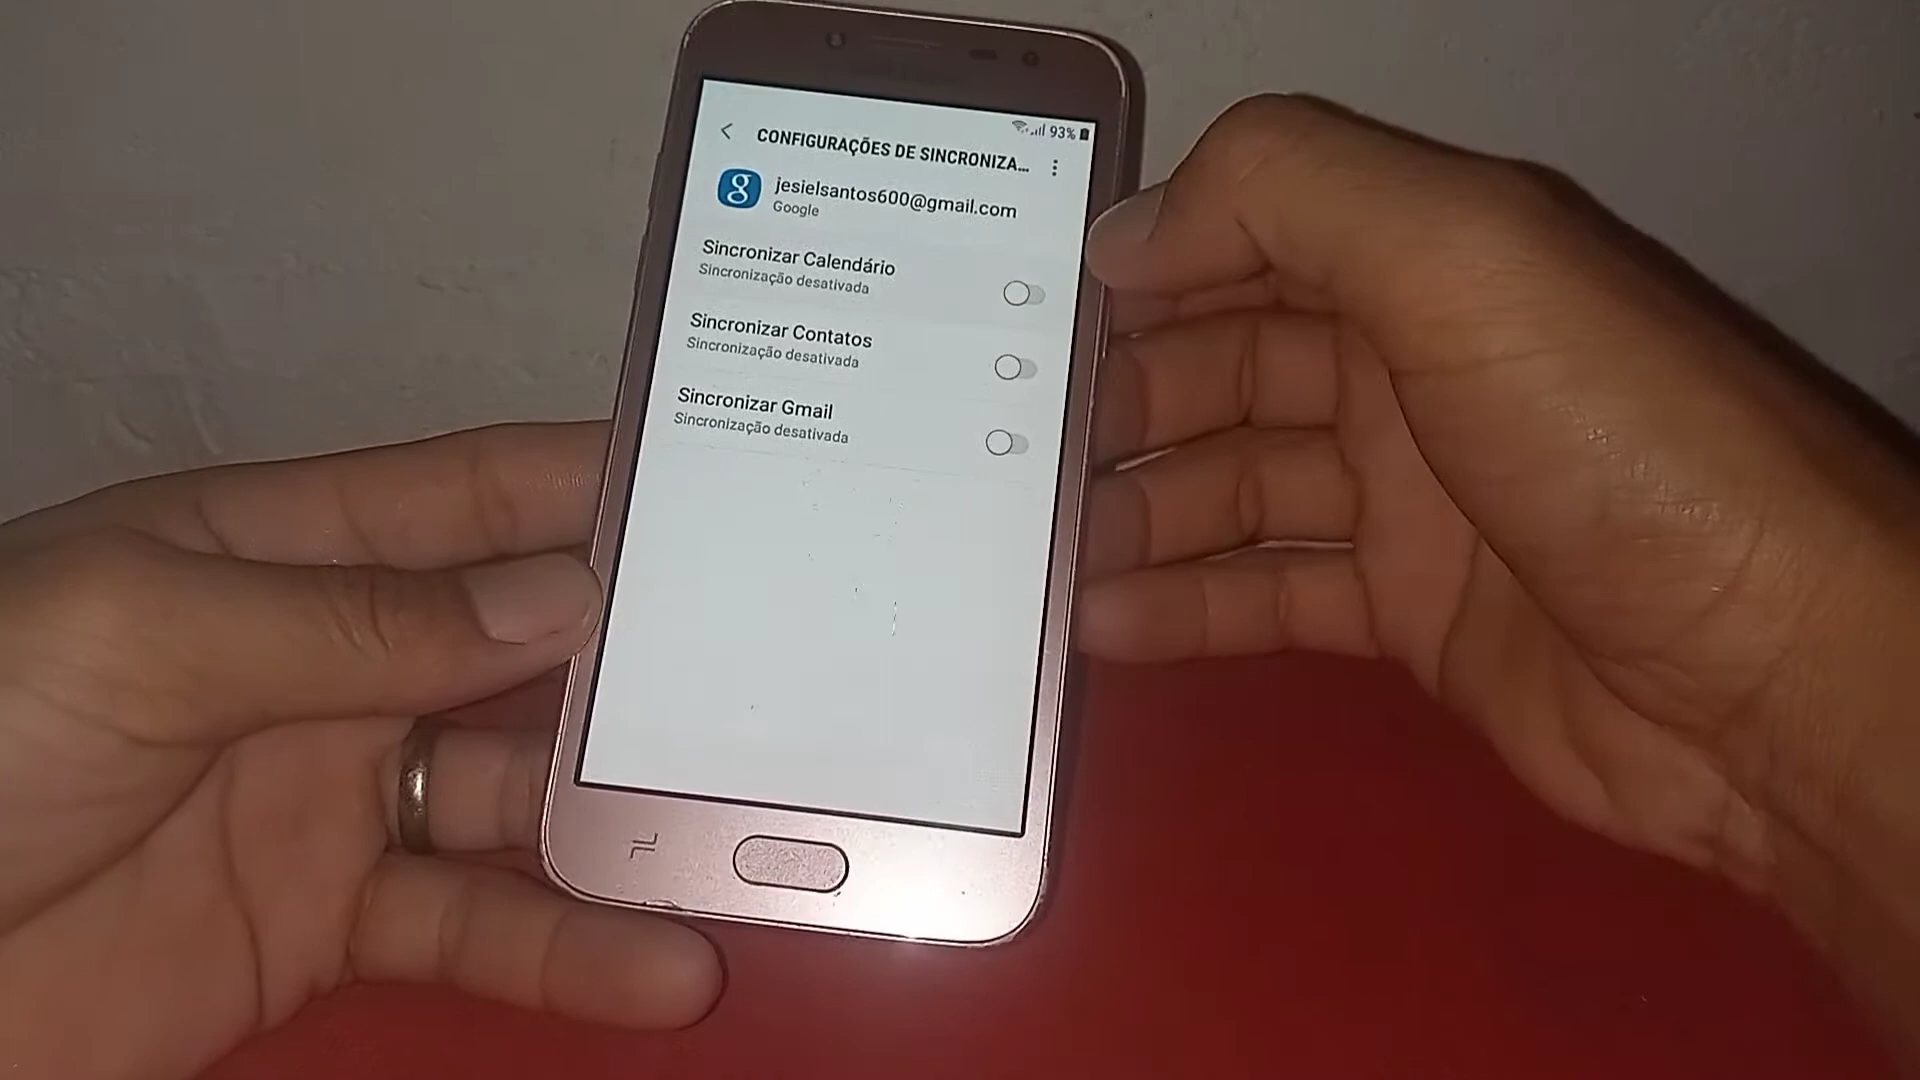 93%
CONFIGURAÇÕES DE SINCRONIZA...
jesielsantos600@gmail.com
Google
Sincronizar Calendário
Sincronização desativada
Sincronizar Contatos
Sincronização desativada
Sincronizar Gmail
Sincronização desativada